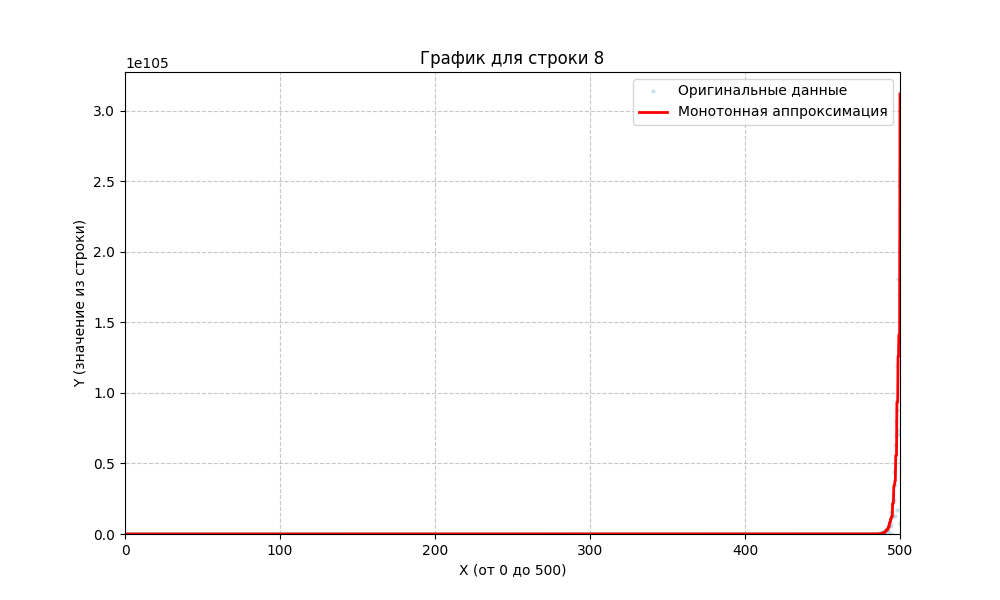 График для строки 8
1e105
Оригинальные данные
Монотонная аппроксимация
3.0
2.5
2.0
1.5
1.0
0.5
0.0
Y (значение из строки)
0 100 200 300 400 500
X (от 0 до 500)